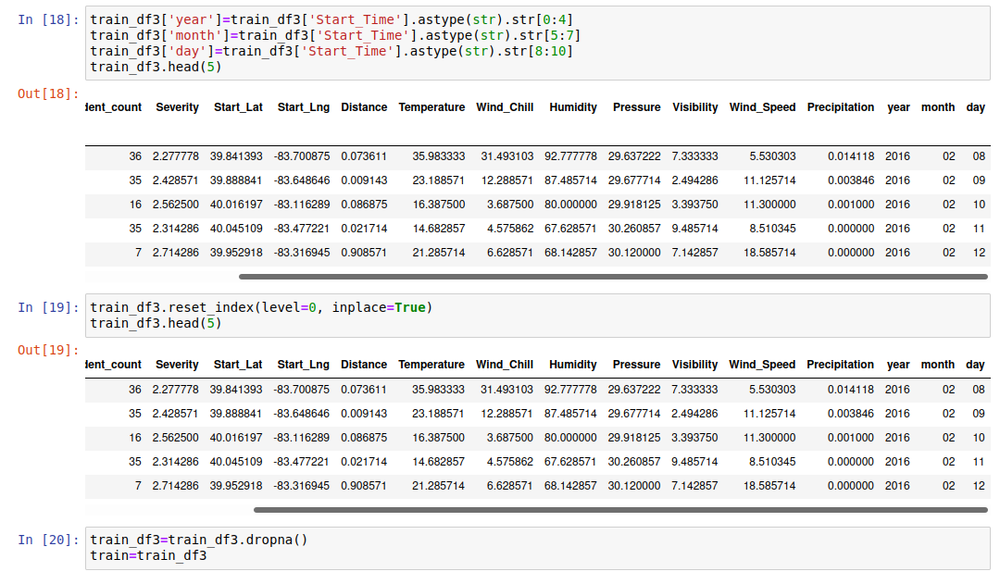 In [18]: train_df3['year']=train_df3['Start_Time'].astype(str).str[0:4]
train_df3['month']=train_df3['Start_Time'].astype(str).str[5:7]
train_df3['day']=train_df3['Start_Time'].astype(str).str[8:10]
train_df3.head(5)
Out[18]:
dent_count Severity Start_Lat Start_Lng Distance Temperature Wind_Chill Humidity Pressure Visibility Wind_Speed Precipitation year month day
36 2.277778 39.841393 -83.700875 0.073611 35.983333 31.493103 92.777778 29.637222 7.333333 5.530303 0.014118 2016 02 08
35 2.428571 39.888841 -83.648646 0.009143 23.188571 12.288571 87.485714 29.677714 2.494286 11.125714 0.003846 2016 02 09
16 2.562500 40.016197 -83.116289 0.086875 16.387500 3.687500 80.000000 29.918125 3.393750 11.300000 0.001000 2016 02 10
35 2.314286 40.045109 -83.477221 0.021714 14.682857 4.575862 67.628571 30.260857 9.485714 8.510345 0.000000 2016 02 11
7 2.714286 39.952918 -83.316945 0.908571 21.285714 6.628571 68.142857 30.120000 7.142857 18.585714 0.000000 2016 02 12
In [19]: train_df3.reset_index(level=0, inplace=True)
train_df3.head(5)
Out[19]:
dent_count Severity Start_Lat Start_Lng Distance Temperature Wind_Chill Humidity Pressure Visibility Wind_Speed Precipitation year month day
36 2.277778 39.841393 -83.700875 0.073611 35.983333 31.493103 92.777778 29.637222 7.333333 5.530303 0.014118 2016 02 08
35 2.428571 39.888841 -83.648646 0.009143 23.188571 12.288571 87.485714 29.677714 2.494286 11.125714 0.003846 2016 02 09
16 2.562500 40.016197 -83.116289 0.086875 16.387500 3.687500 80.000000 29.918125 3.393750 11.300000 0.001000 2016 02 10
35 2.314286 40.045109 -83.477221 0.021714 14.682857 4.575862 67.628571 30.260857 9.485714 8.510345 0.000000 2016 02 11
7 2.714286 39.952918 -83.316945 0.908571 21.285714 6.628571 68.142857 30.120000 7.142857 18.585714 0.000000 2016 02 12
In [20]: train_df3=train_df3.dropna()
train=train_df3